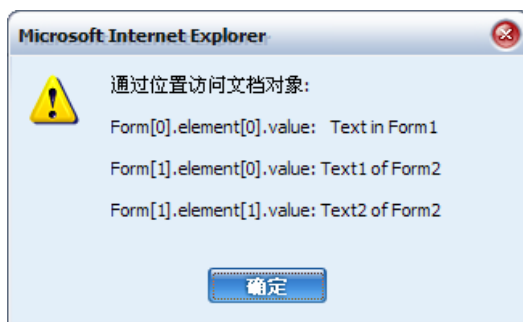 Microsoft Internet Explorer
通过位置访问文档对象:
Form[0].element[0].value: Text in Form1
Form[1].element[0].value: Text1 of Form2
Form[1].element[1].value: Text2 of Form2
确定